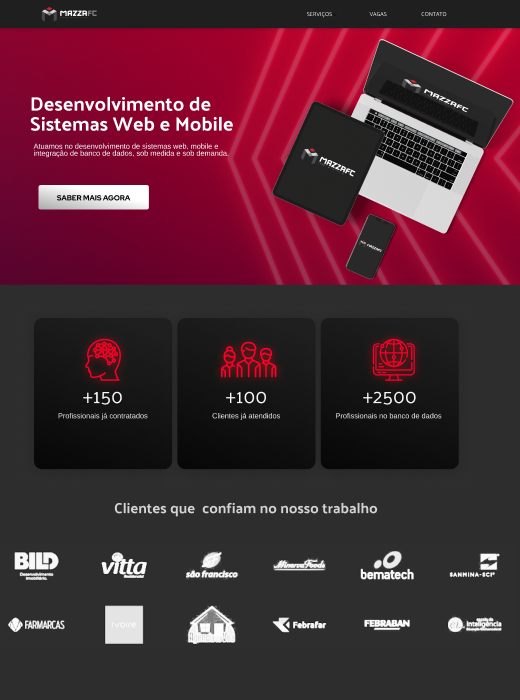 MAZZAFC
SERVIÇOS
VAGAS
CONTATO
Desenvolvimento de
Sistemas Web e Mobile
Atuamos no desenvolvimento de sistemas web, mobile e
integração de banco de dados, sob medida e sob demanda.
SABER MAIS AGORA
MAZZAFC
MAZZAFC
MAZZAFC
+150
Profissionais já contratados
+100
Clientes já atendidos
+2500
Profissionais no banco de dados
Clientes que confiam no nosso trabalho
BILD
Desenvolvimento
Imobiliário
vitta
Residencial
são francisco
Minerva Foods
bematech
SANMINA-SCI®
FARMARCAS
Febrafar
FEBRABAN
inteligência